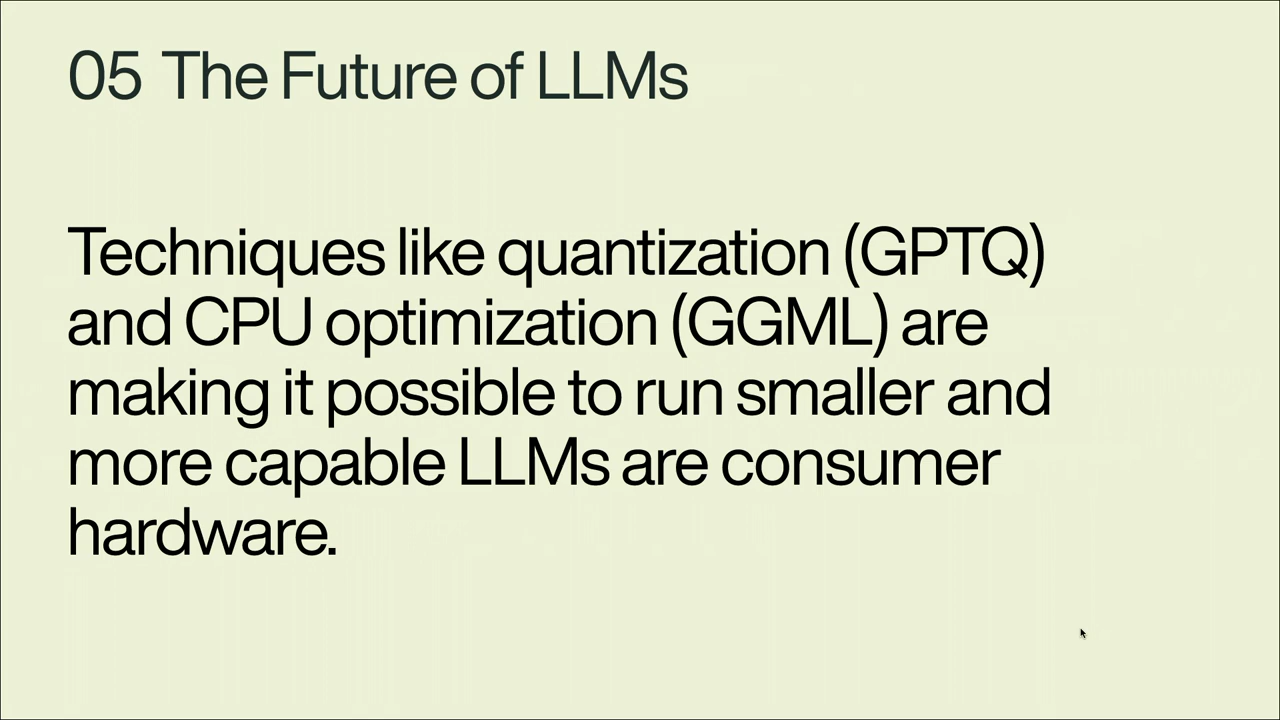 05 The Future of LLMs
Techniques like quantization (GPTQ)
and CPU optimization (GGML) are
making it possible to run smaller and
more capable LLMs are consumer
hardware.